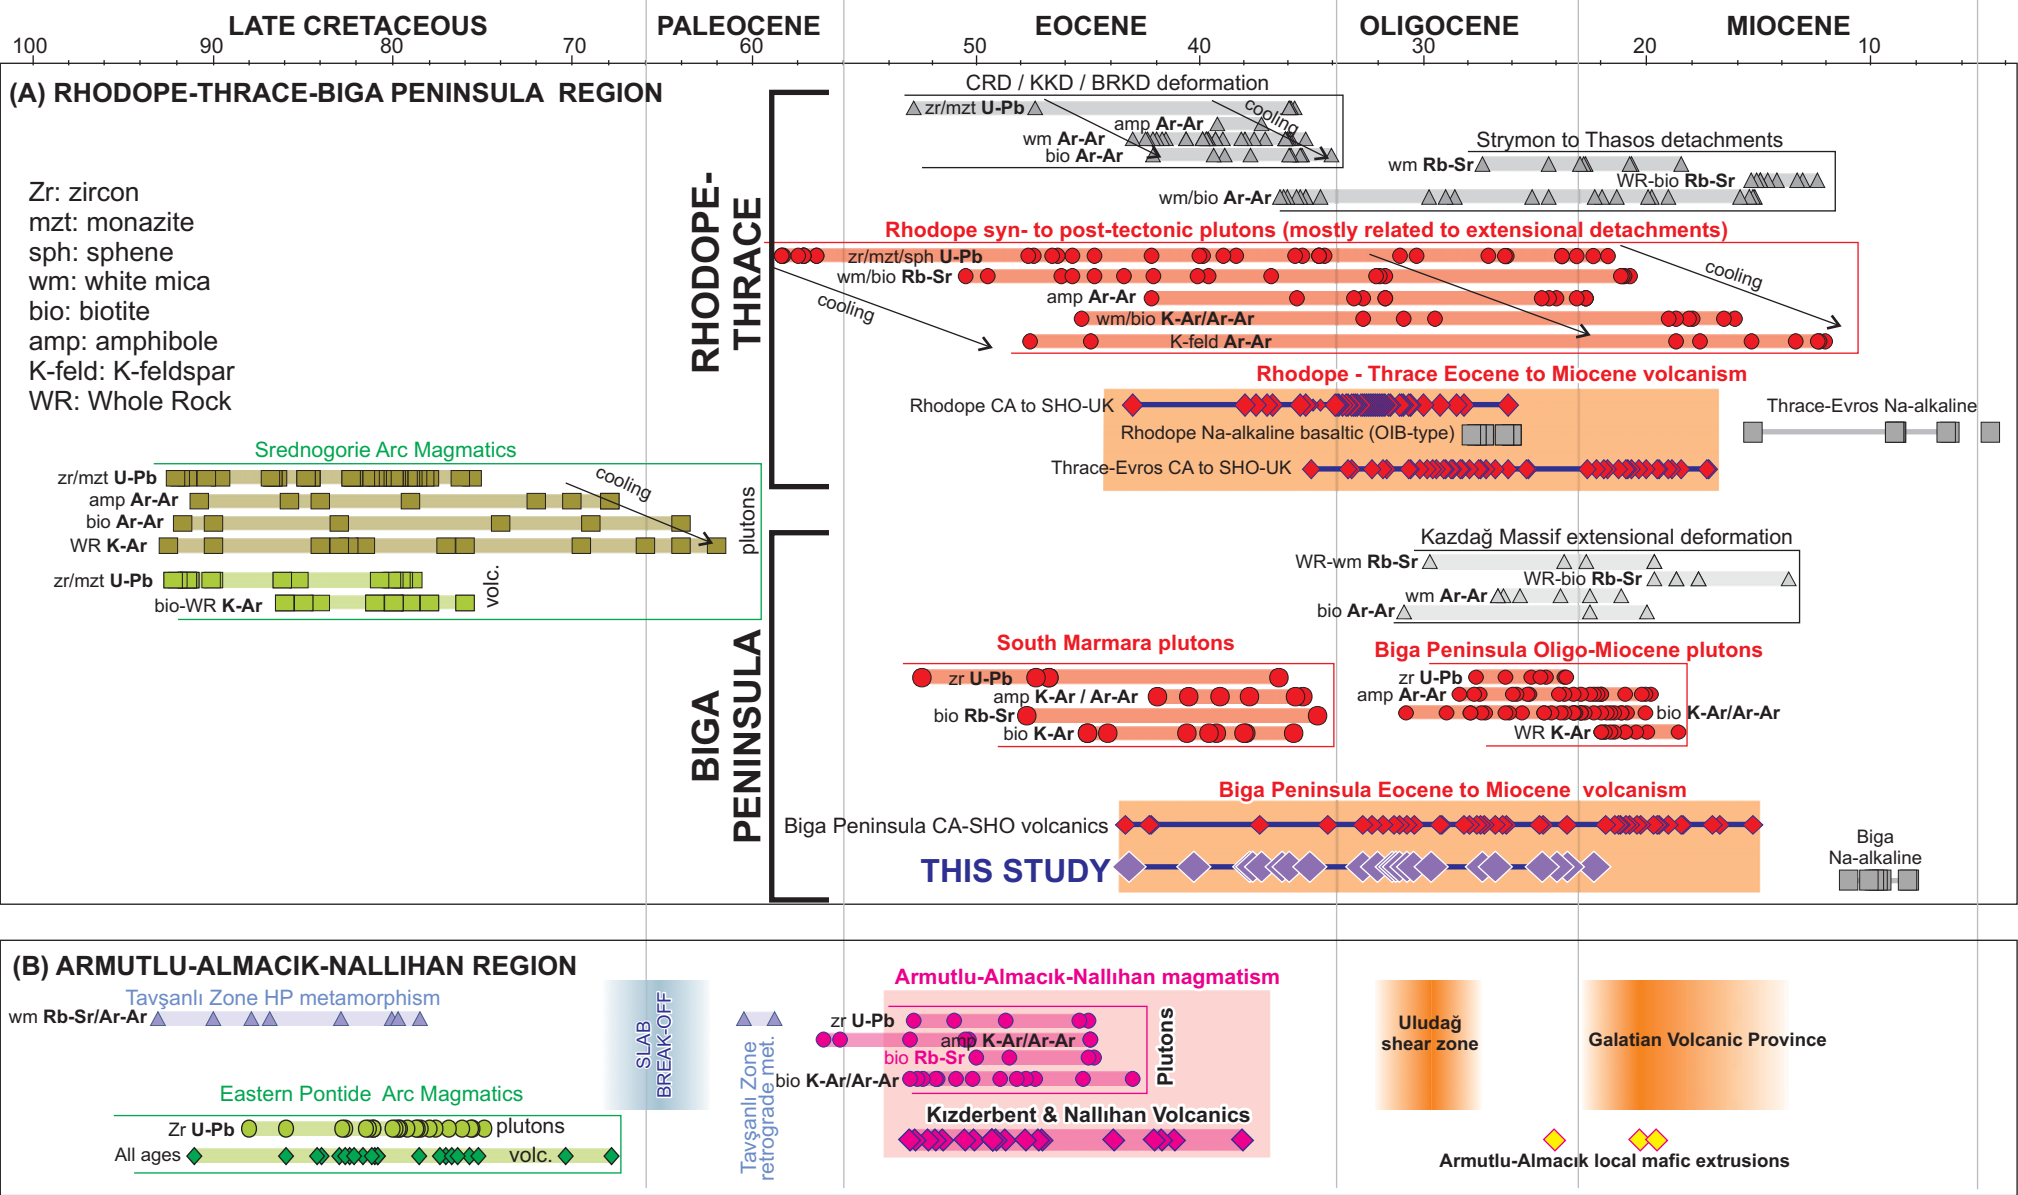 LATE CRETACEOUS PALEOCENE EOCENE OLIGOCENE MIOCENE
100 90 80 70 60 50 40 30 20 10
(A) RHODOPE-THRACE-BIGA PENINSULA REGION
Zr: zircon
mzt: monazite
sph: sphene
wm: white mica
bio: biotite
amp: amphibole
K-feld: K-feldspar
WR: Whole Rock
RHODOPE-
THRACE
CRD / KKD / BRKD deformation
zr/mzt U-Pb
cooling
amp Ar-Ar
wm Ar-Ar
bio Ar-Ar
Strymon to Thasos detachments
wm Rb-Sr
WR-bio Rb-Sr
wm/bio Ar-Ar
Rhodope syn- to post-tectonic plutons (mostly related to extensional detachments)
zr/mzt/sph U-Pb
wm/bio Rb-Sr
cooling
amp Ar-Ar
cooling
wm/bio K-Ar/Ar-Ar
K-feld Ar-Ar
Rhodope - Thrace Eocene to Miocene volcanism
Rhodope CA to SHO-UK
Thrace-Evros Na-alkaline
Rhodope Na-alkaline basaltic (OIB-type)
Thrace-Evros CA to SHO-UK
Srednogorie Arc Magmatics
zr/mzt U-Pb
cooling
amp Ar-Ar
bio Ar-Ar
WR K-Ar
plutons
zr/mzt U-Pb
bio-WR K-Ar
volc.
BIGA
PENINSULA
Kazdağ Massif extensional deformation
WR-wm Rb-Sr
WR-bio Rb-Sr
wm Ar-Ar
bio Ar-Ar
South Marmara plutons
zr U-Pb
amp K-Ar / Ar-Ar
bio Rb-Sr
bio K-Ar
Biga Peninsula Oligo-Miocene plutons
zr U-Pb
amp Ar-Ar
bio K-Ar/Ar-Ar
WR K-Ar
Biga Peninsula Eocene to Miocene volcanism
Biga Peninsula CA-SHO volcanics
THIS STUDY
Biga
Na-alkaline
(B) ARMUTLU-ALMACIK-NALLIHAN REGION
Tavşanlı Zone HP metamorphism
wm Rb-Sr/Ar-Ar
SLAB
BREAK-OFF
Tavşanlı Zone
retrograde met.
Eastern Pontide Arc Magmatics
Zr U-Pb
plutons
All ages
volc.
Armutlu-Almacık-Nallıhan magmatism
zr U-Pb
amp K-Ar/Ar-Ar
bio Rb-Sr
bio K-Ar/Ar-Ar
Plutons
Kızderbent & Nallıhan Volcanics
Uludağ
shear zone
Galatian Volcanic Province
Armutlu-Almacık local mafic extrusions